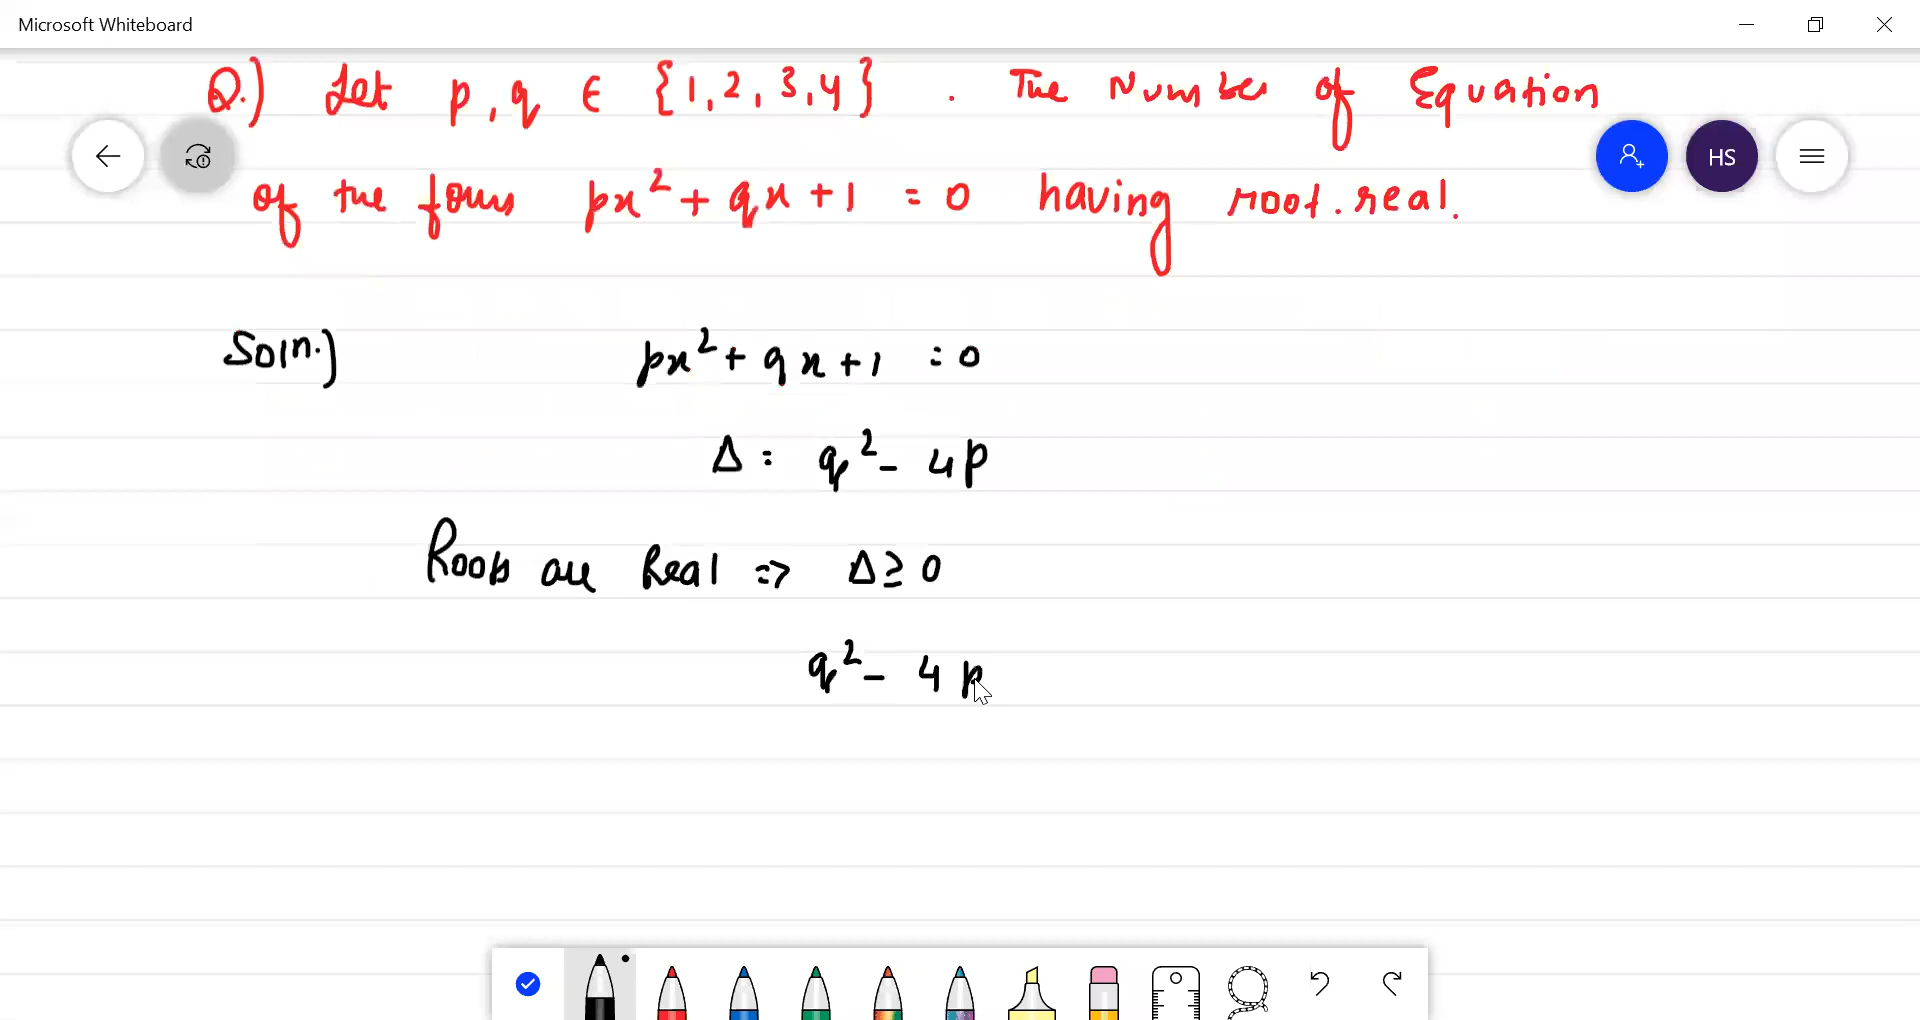 Microsoft Whiteboard
Q.) Let p, q ∈ {1, 2, 3, 4} . The Number of Equation
HS
of the form px² + qx + 1 = 0 having root real.
Soln.) px² + qx + 1 = 0
Δ = q² - 4p
Roots are Real => Δ ≥ 0
q² - 4p